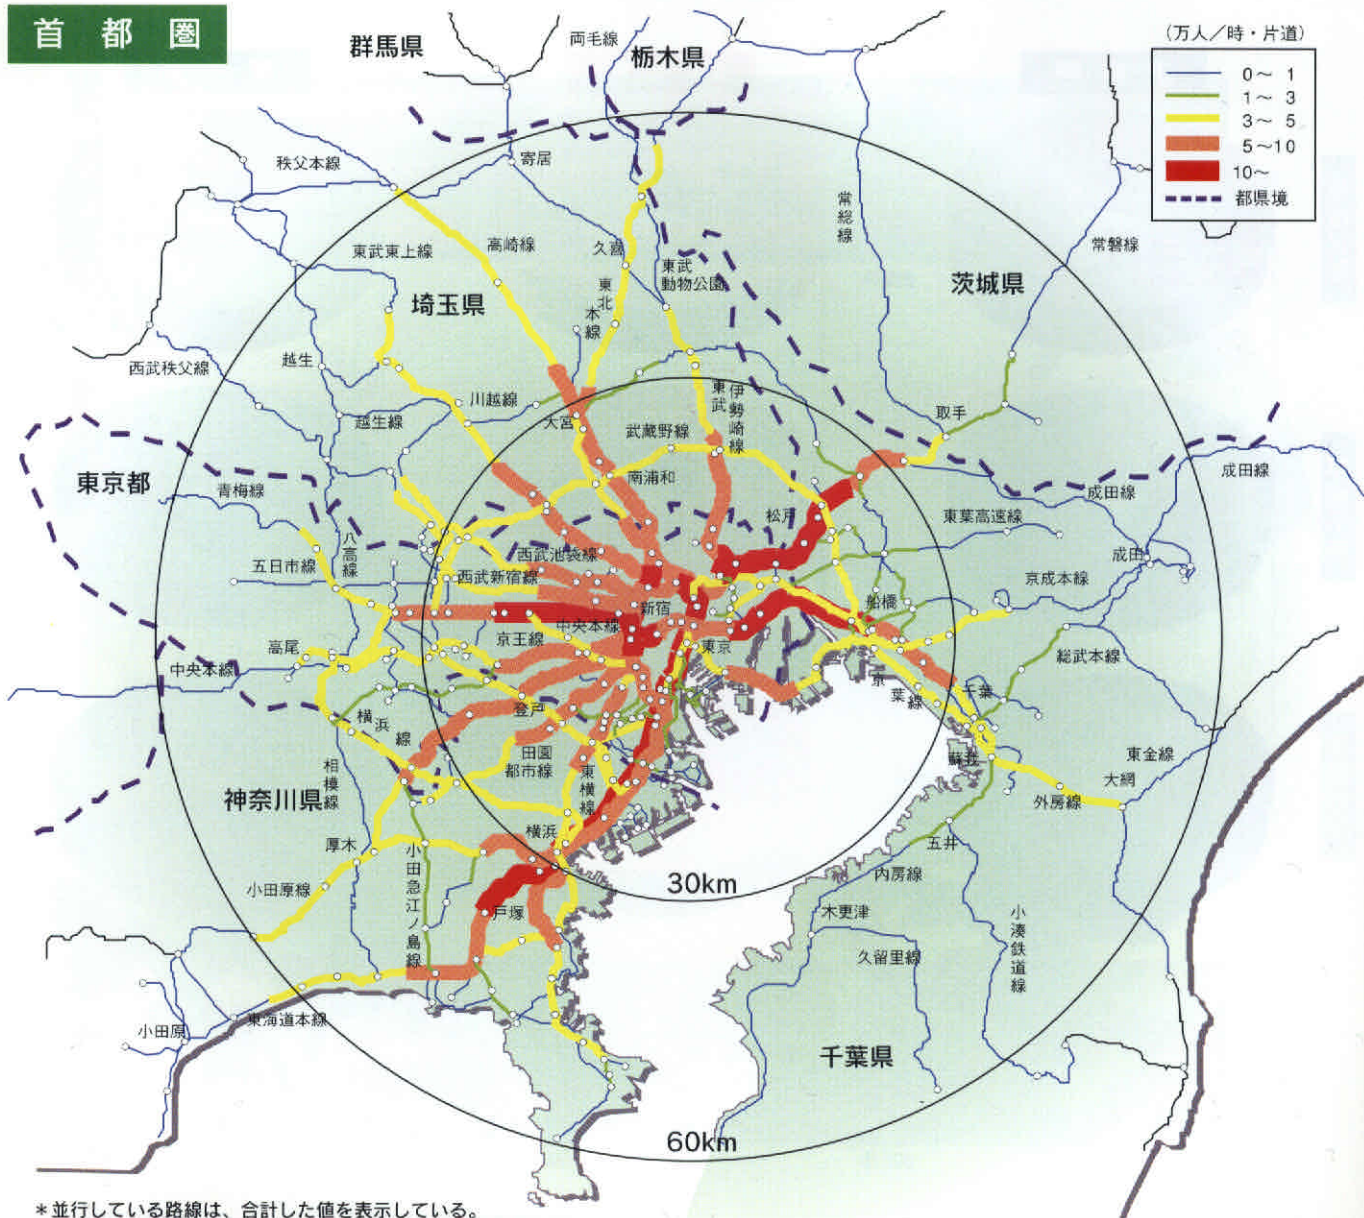 首都圏
群馬県
両毛線
栃木県
(万人／時・片道)
0～ 1
1～ 3
3～ 5
5～10
10～
都県境
秩父本線
寄居
常総線
常磐線
東武東上線
高崎線
久喜
東武
動物公園
東北本線
茨城県
埼玉県
西武秩父線
越生
川越線
越生線
大宮
東武伊勢崎線
武蔵野線
取手
東京都
青梅線
南浦和
成田線
成田線
松戸
東葉高速線
八高線
五日市線
西武池袋線
西武新宿線
成田
京成本線
船橋
新宿
中央本線
京王線
東京
高尾
中央本線
総武本線
千葉
京葉線
横浜線
登戸
田園
都市線
東横線
蘇我
東金線
大網
外房線
相模線
神奈川県
横浜
厚木
小田急江ノ島線
五井
内房線
30km
小田原線
戸塚
木更津
久留里線
小湊鉄道線
小田原
東海道本線
千葉県
60km
＊並行している路線は、合計した値を表示している。